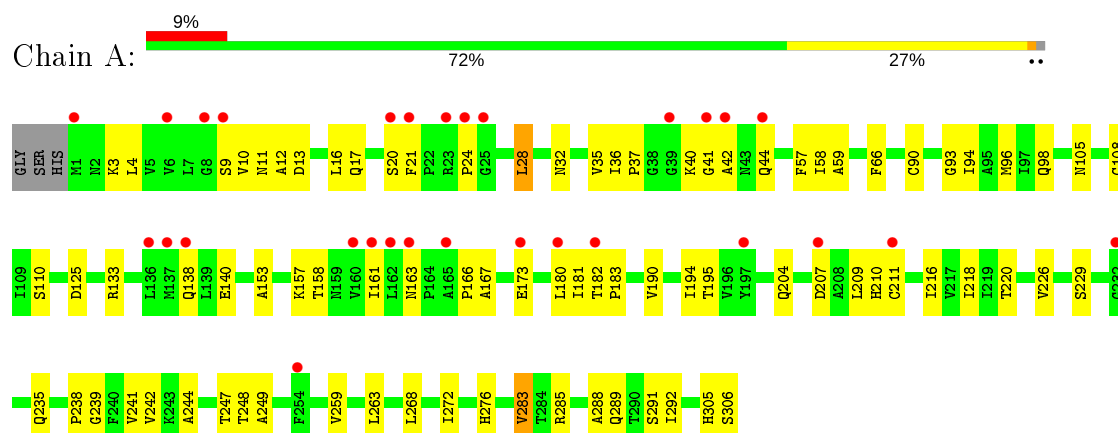 9%
Chain A:
72% 27% ••
GLY SER HIS M1 N2 K3 L4 V5 V6 L7 G8 S9 V10 N11 A12 D13 L16 Q17 S20 F21 P22 R23 P24 G25 L28 N32 V35 I36 P37 G38 G39 K40 G41 A42 N43 Q44 F57 I58 A59 F66 C90 G93 I94 A95 M96 I97 Q98 N105 C108
I109 S110 D125 R133 L136 M137 Q138 L139 E140 A153 K157 T158 N159 V160 I161 L162 N163 P164 A165 P166 A167 E173 L180 I181 T182 P183 V190 I194 T195 V196 Y197 Q204 D207 A208 L209 H210 C211 I216 V217 I218 I219 T220 V226 S229 G232
Q235 P238 G239 F240 V241 V242 K243 A244 T247 T248 A249 F254 V259 L263 L268 I272 H276 V283 T284 R285 A288 Q289 T290 S291 I292 H305 S306